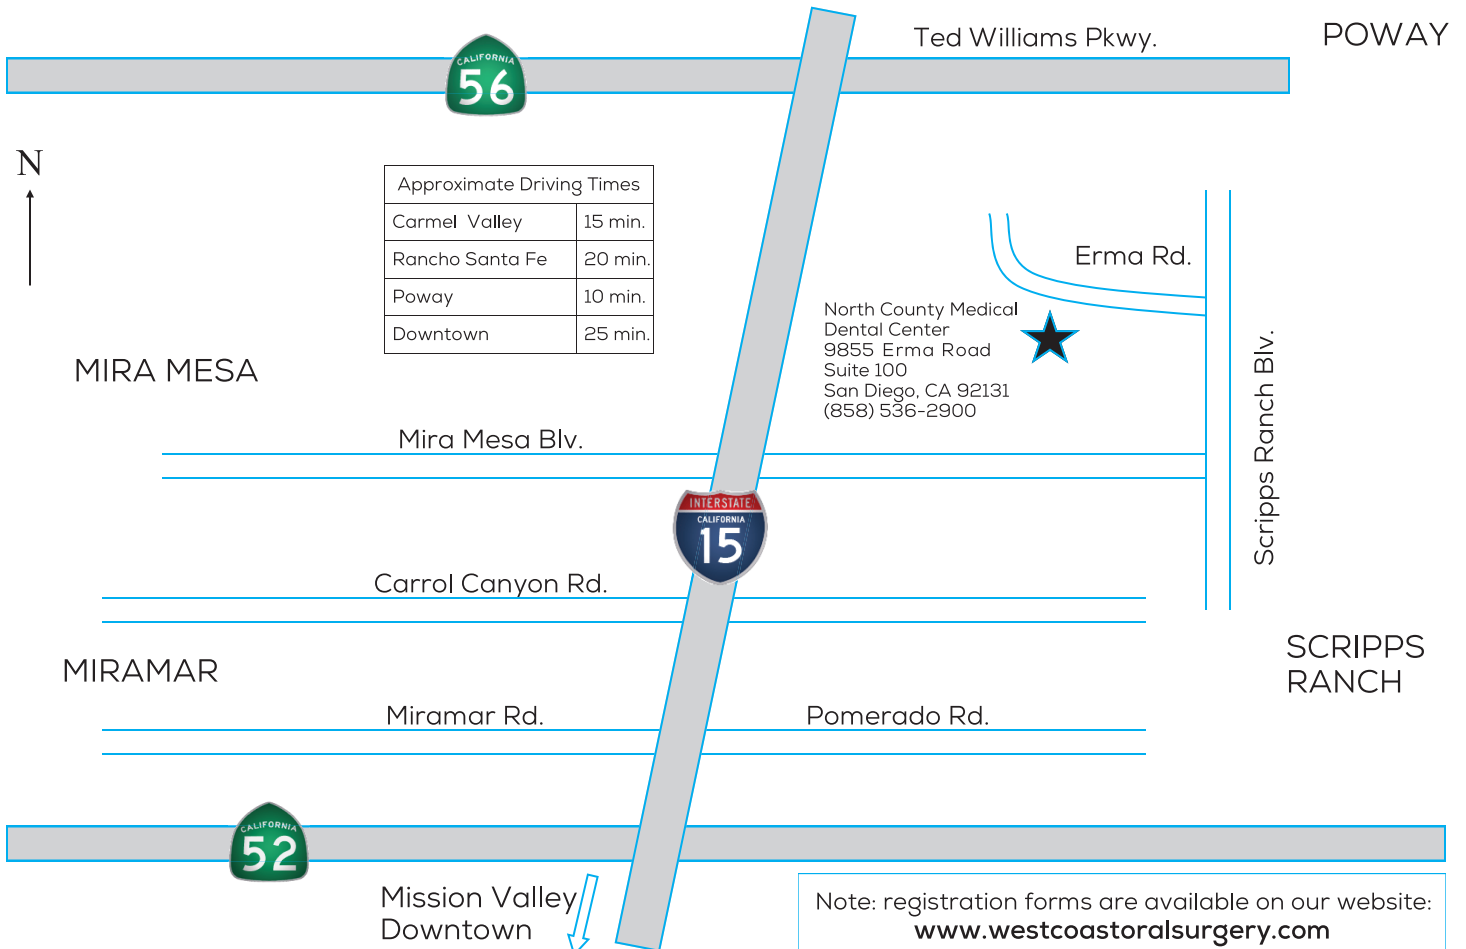 Ted Williams Pkwy.
POWAY
CALIFORNIA
56
N
Approximate Driving Times
Carmel Valley 15 min.
Rancho Santa Fe 20 min.
Poway 10 min.
Downtown 25 min.
Erma Rd.
North County Medical
Dental Center
9855 Erma Road
Suite 100
San Diego, CA 92131
(858) 536-2900
Scripps Ranch Blv.
MIRA MESA
Mira Mesa Blv.
INTERSTATE
CALIFORNIA
15
Carrol Canyon Rd.
MIRAMAR
SCRIPPS
RANCH
Miramar Rd.
Pomerado Rd.
CALIFORNIA
52
Mission Valley
Downtown
Note: registration forms are available on our website:
www.westcoastoralsurgery.com